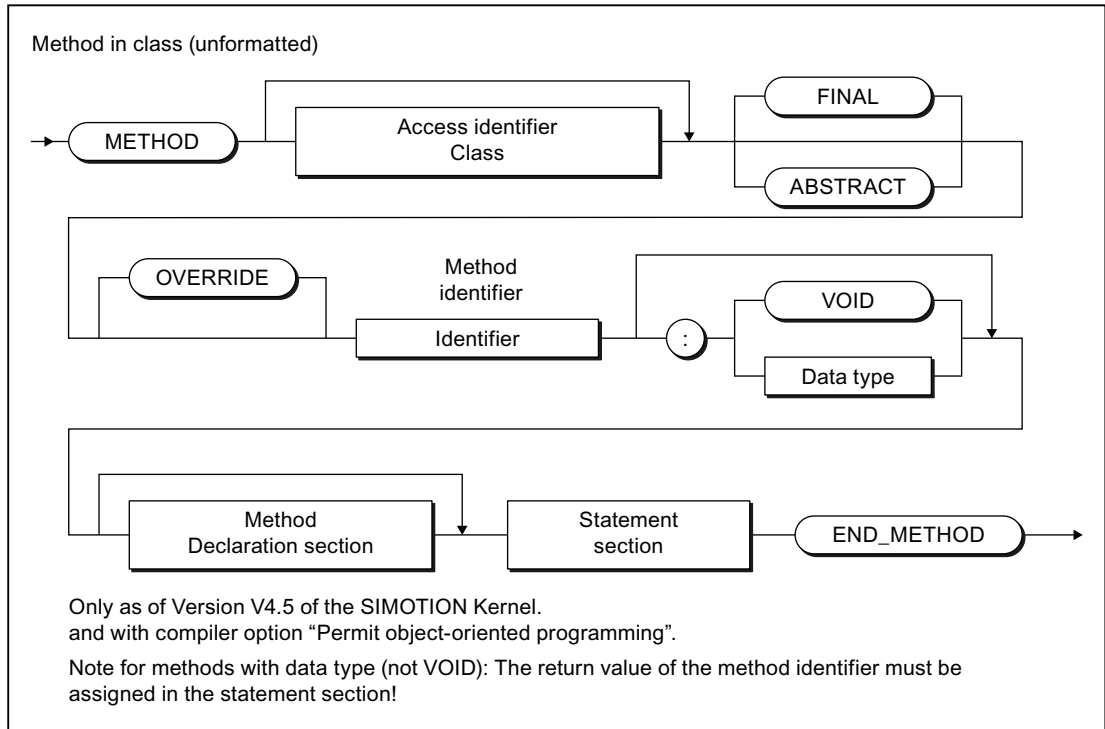 Method in class (unformatted)
FINAL
METHOD
Access identifier
Class
ABSTRACT
OVERRIDE
Method
identifier
Identifier
:
VOID
Data type
Method
Declaration section
Statement
section
END_METHOD
Only as of Version V4.5 of the SIMOTION Kernel.
and with compiler option “Permit object-oriented programming”.
Note for methods with data type (not VOID): The return value of the method identifier must be
assigned in the statement section!